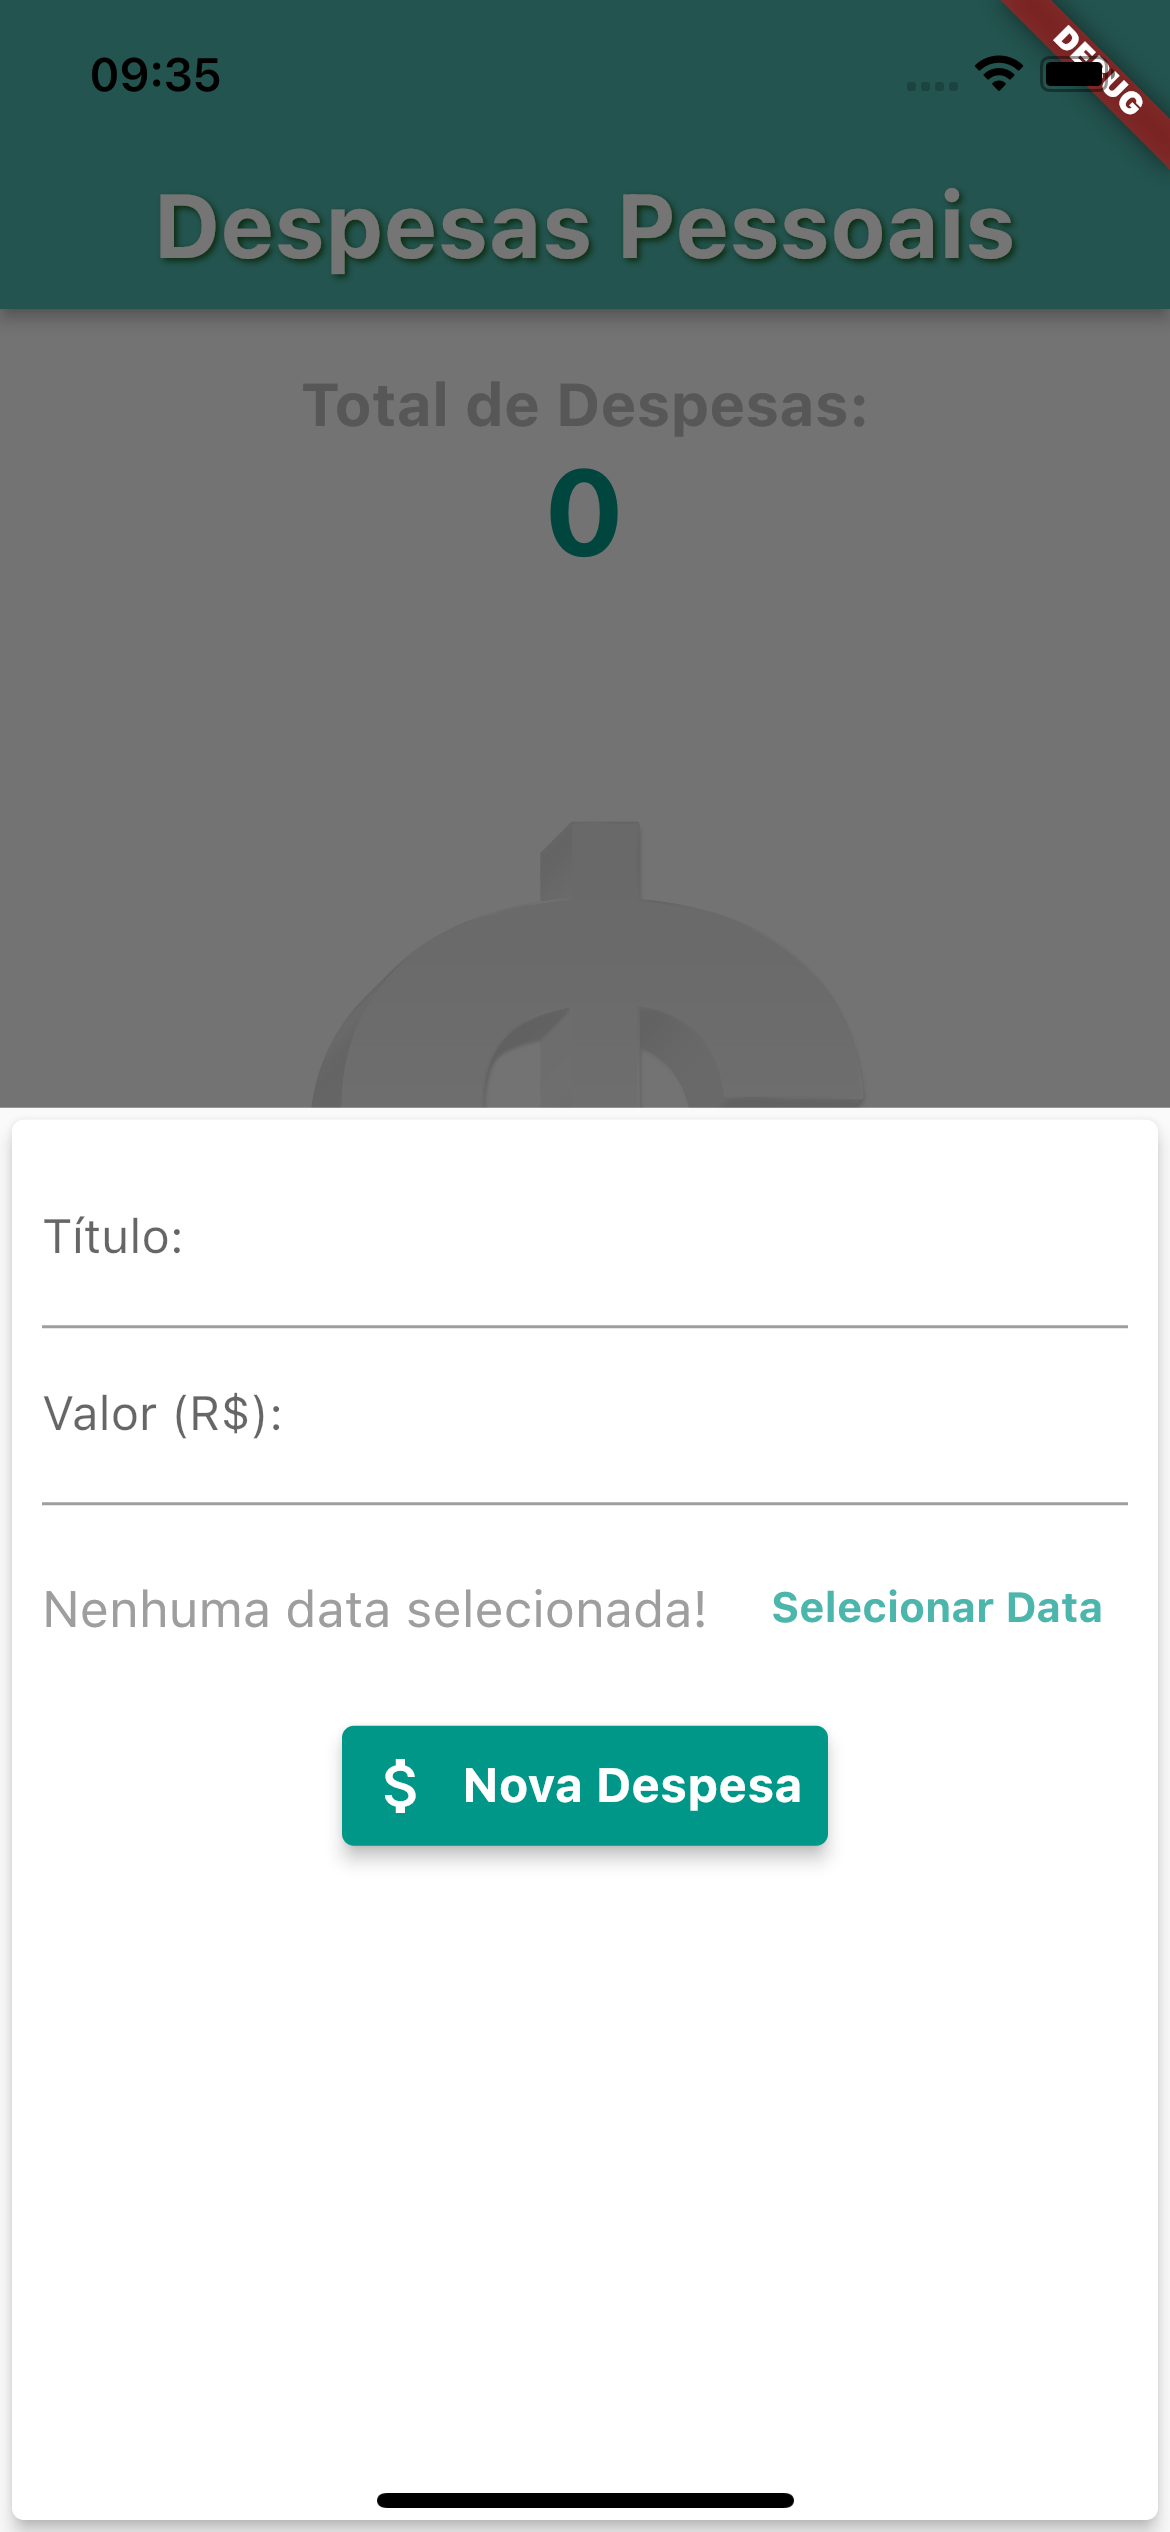 09:35
DEBUG
Despesas Pessoais
Total de Despesas:
0
Título:
Valor (R$):
Nenhuma data selecionada! Selecionar Data
$ Nova Despesa